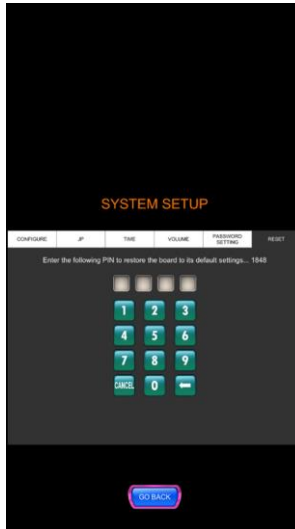 SYSTEM SETUP
CONFIGURE JP TIME VOLUME PASSWORD SETTING RESET
Enter the following PIN to restore the board to its default settings... 1848
1 2 3
4 5 6
7 8 9
CANCEL 0
GO BACK